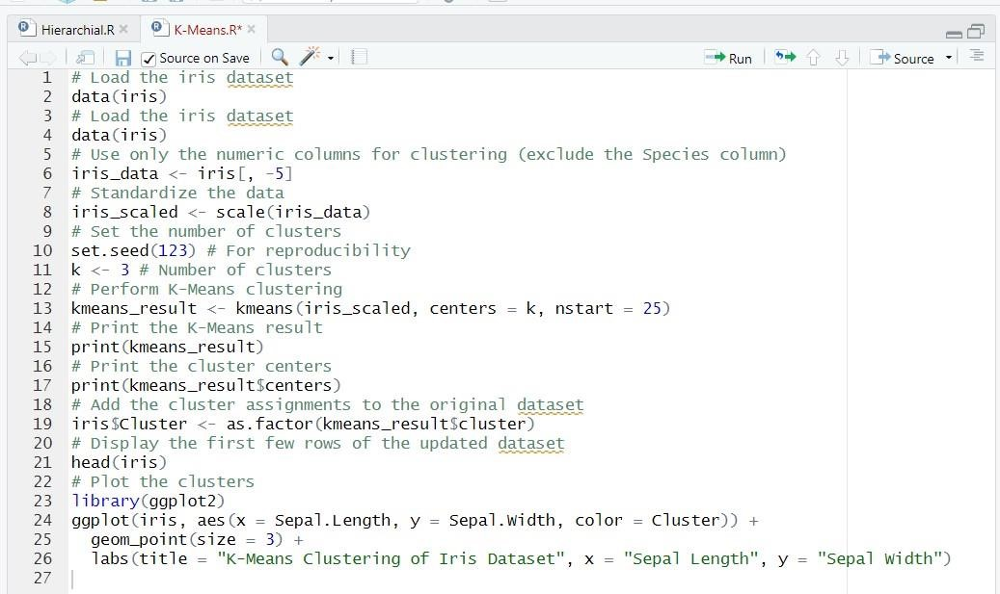 Hierarchial.R
K-Means.R*
Source on Save
Run
Source
1 # Load the iris dataset
2 data(iris)
3 # Load the iris dataset
4 data(iris)
5 # Use only the numeric columns for clustering (exclude the Species column)
6 iris_data <- iris[, -5]
7 # Standardize the data
8 iris_scaled <- scale(iris_data)
9 # Set the number of clusters
10 set.seed(123) # For reproducibility
11 k <- 3 # Number of clusters
12 # Perform K-Means clustering
13 kmeans_result <- kmeans(iris_scaled, centers = k, nstart = 25)
14 # Print the K-Means result
15 print(kmeans_result)
16 # Print the cluster centers
17 print(kmeans_result$centers)
18 # Add the cluster assignments to the original dataset
19 iris$Cluster <- as.factor(kmeans_result$cluster)
20 # Display the first few rows of the updated dataset
21 head(iris)
22 # Plot the clusters
23 library(ggplot2)
24 ggplot(iris, aes(x = Sepal.Length, y = Sepal.Width, color = Cluster)) +
25   geom_point(size = 3) +
26   labs(title = "K-Means Clustering of Iris Dataset", x = "Sepal Length", y = "Sepal Width")
27